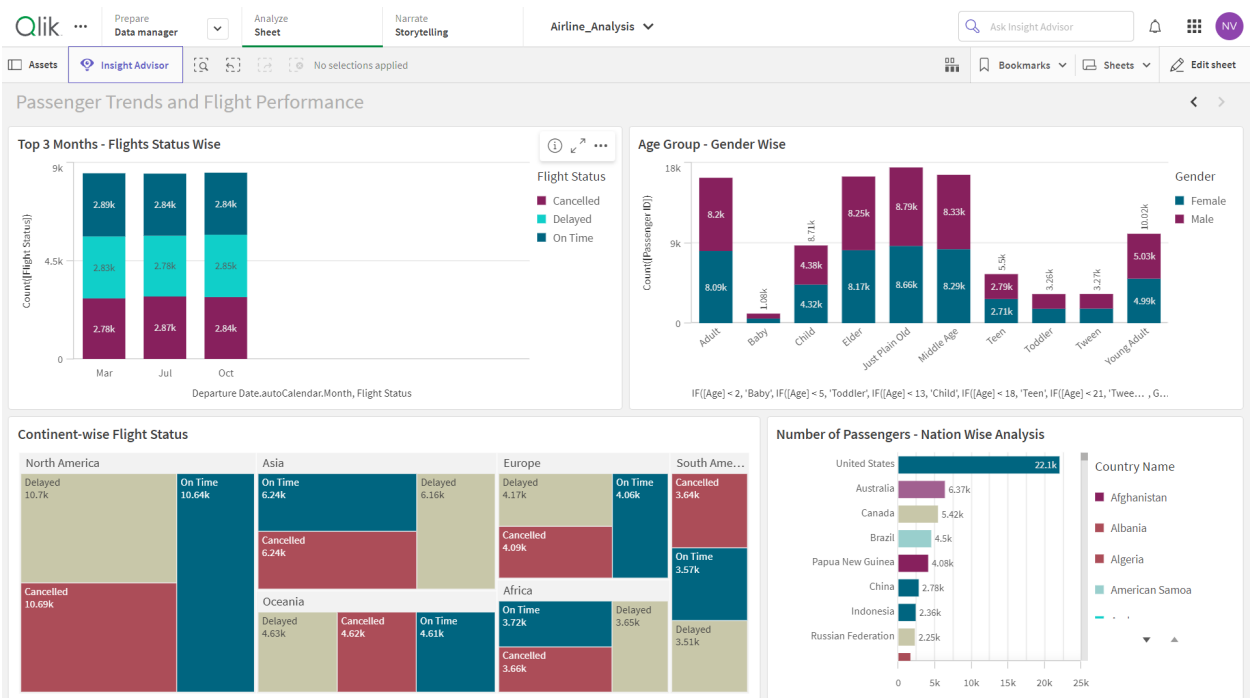 Qlik
Prepare
Data manager
Analyze
Sheet
Narrate
Storytelling
Airline_Analysis
Ask Insight Advisor
NV
Assets
Insight Advisor
No selections applied
Bookmarks
Sheets
Edit sheet
Passenger Trends and Flight Performance
Top 3 Months - Flights Status Wise
Count([Flight Status])
9k
4.5k
0
2.89k
2.84k
2.84k
2.83k
2.78k
2.85k
2.78k
2.87k
2.84k
Mar
Jul
Oct
Departure Date.autoCalendar.Month, Flight Status
Flight Status
Cancelled
Delayed
On Time
Age Group - Gender Wise
Count([Passenger ID])
18k
9k
0
8.2k
8.09k
1.08k
8.71k
4.38k
4.32k
8.25k
8.17k
8.79k
8.66k
8.33k
8.29k
5.5k
2.79k
2.71k
3.26k
3.27k
10.02k
5.03k
4.99k
Adult
Baby
Child
Elder
Just Plain Old
Middle Age
Teen
Toddler
Tween
Young Adult
IF([Age] < 2, 'Baby', IF([Age] < 5, 'Toddler', IF([Age] < 13, 'Child', IF([Age] < 18, 'Teen', IF([Age] < 21, 'Twee... , G...
Gender
Female
Male
Continent-wise Flight Status
North America
Delayed
10.7k
On Time
10.64k
Cancelled
10.69k
Asia
On Time
6.24k
Delayed
6.16k
Cancelled
6.24k
Oceania
Delayed
4.63k
Cancelled
4.62k
On Time
4.61k
Europe
Delayed
4.17k
On Time
4.06k
Cancelled
4.09k
Africa
On Time
3.72k
Delayed
3.65k
Cancelled
3.66k
South Ame...
Cancelled
3.64k
On Time
3.57k
Delayed
3.51k
Number of Passengers - Nation Wise Analysis
United States
22.1k
Australia
6.37k
Canada
5.42k
Brazil
4.5k
Papua New Guinea
4.08k
China
2.78k
Indonesia
2.36k
Russian Federation
2.25k
0
5k
10k
15k
20k
25k
Country Name
Afghanistan
Albania
Algeria
American Samoa